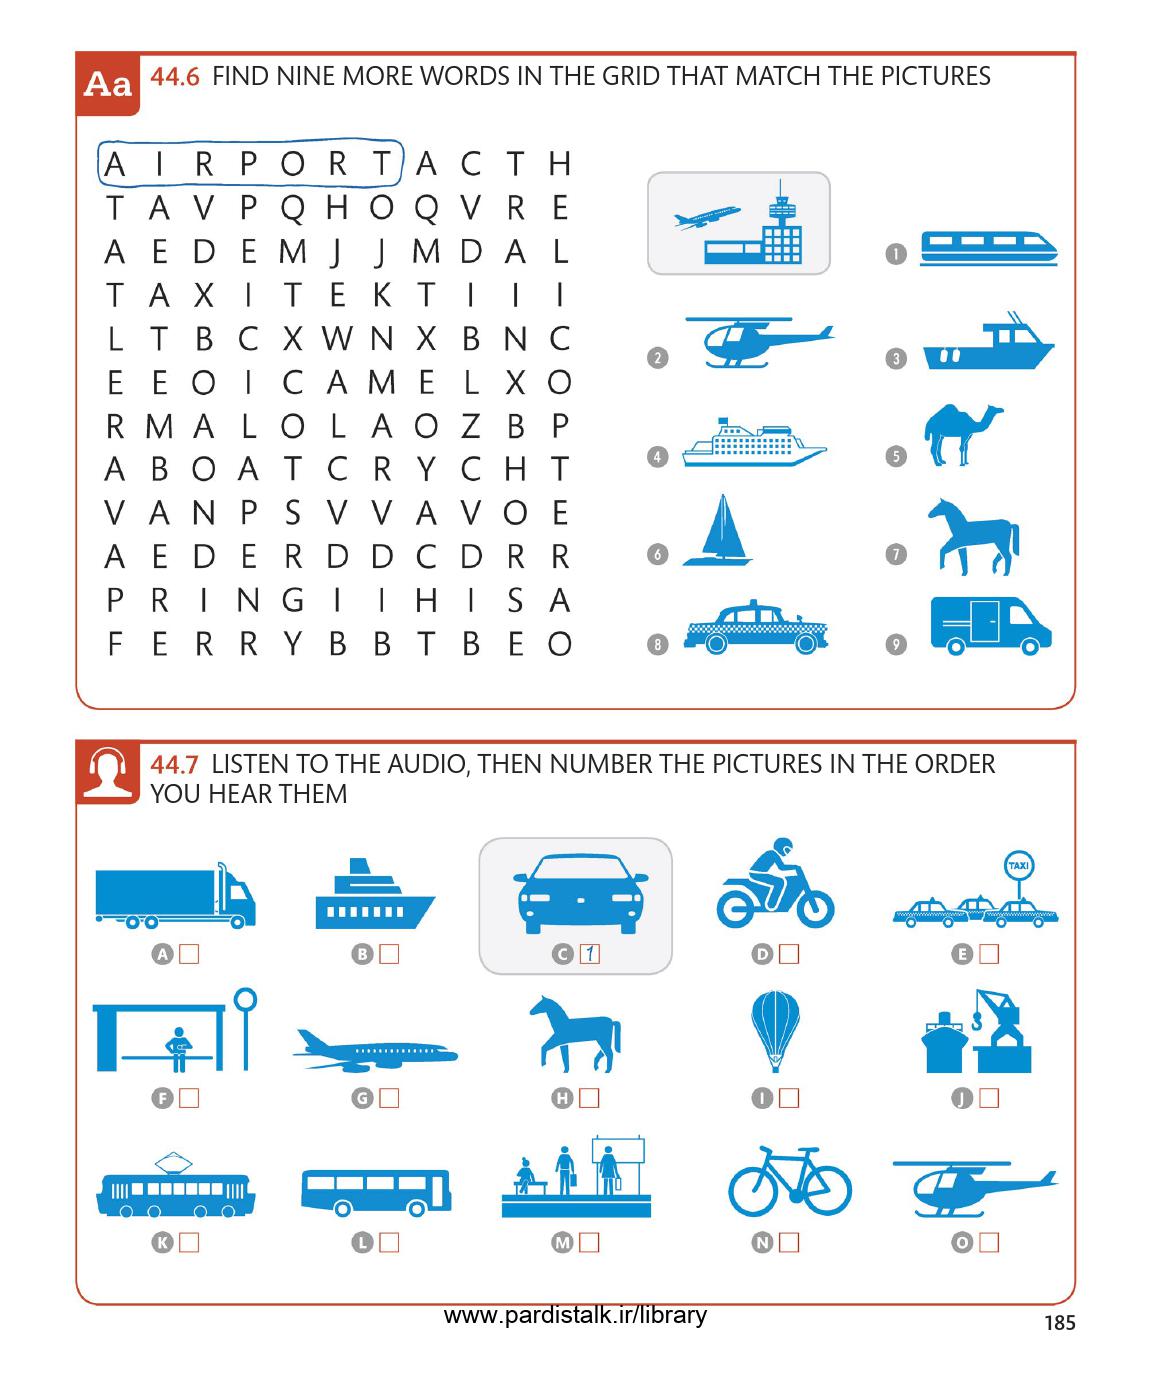 Aa 44.6 FIND NINE MORE WORDS IN THE GRID THAT MATCH THE PICTURES
A I R P O R T A C T H
T A V P Q H O Q V R E
A E D E M J J M D A L
T A X I T E K T I I I
L T B C X W N X B N C
E E O I C A M E L X O
R M A L O L A O Z B P
A B O A T C R Y C H T
V A N P S V V A V O E
A E D E R D D C D R R
P R I N G I I H I S A
F E R R Y B B T B E O
1
2 3
4 5
6 7
8 9
44.7 LISTEN TO THE AUDIO, THEN NUMBER THE PICTURES IN THE ORDER
YOU HEAR THEM
TAXI
A B C 1 D E
F G H I J
K L M N O
www.pardistalk.ir/library
185